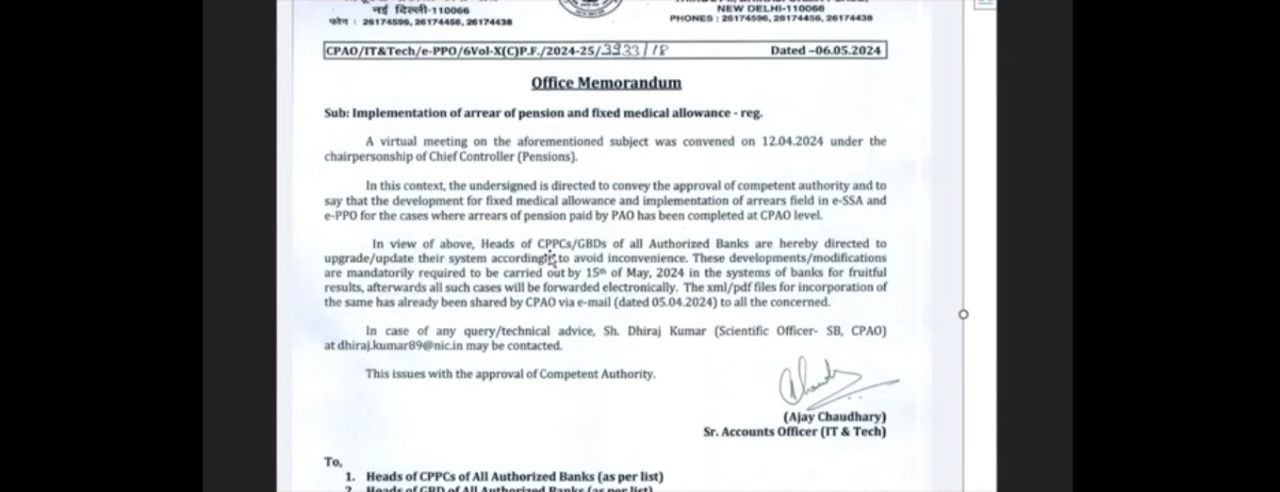 नई दिल्ली-110066
फोन : 26174596, 26174456, 26174438
NEW DELHI-110066
PHONES : 26174596, 26174456, 26174438
CPAO/IT&Tech/e-PPO/6Vol-X(C)P.F./2024-25/3933/18 Dated –06.05.2024
Office Memorandum
Sub: Implementation of arrear of pension and fixed medical allowance - reg.
A virtual meeting on the aforementioned subject was convened on 12.04.2024 under the
chairpersonship of Chief Controller (Pensions).
In this context, the undersigned is directed to convey the approval of competent authority and to
say that the development for fixed medical allowance and implementation of arrears field in e-SSA and
e-PPO for the cases where arrears of pension paid by PAO has been completed at CPAO level.
In view of above, Heads of CPPCs/GBDs of all Authorized Banks are hereby directed to
upgrade/update their system accordingly to avoid inconvenience. These developments/modifications
are mandatorily required to be carried out by 15th of May, 2024 in the systems of banks for fruitful
results, afterwards all such cases will be forwarded electronically. The xml/pdf files for incorporation of
the same has already been shared by CPAO via e-mail (dated 05.04.2024) to all the concerned.
In case of any query/technical advice, Sh. Dhiraj Kumar (Scientific Officer- SB, CPAO)
at dhiraj.kumar89@nic.in may be contacted.
This issues with the approval of Competent Authority.
(Ajay Chaudhary)
Sr. Accounts Officer (IT & Tech)
To,
1. Heads of CPPCs of All Authorized Banks (as per list)
2. Heads of GBD of All Authorized Banks (as per list)